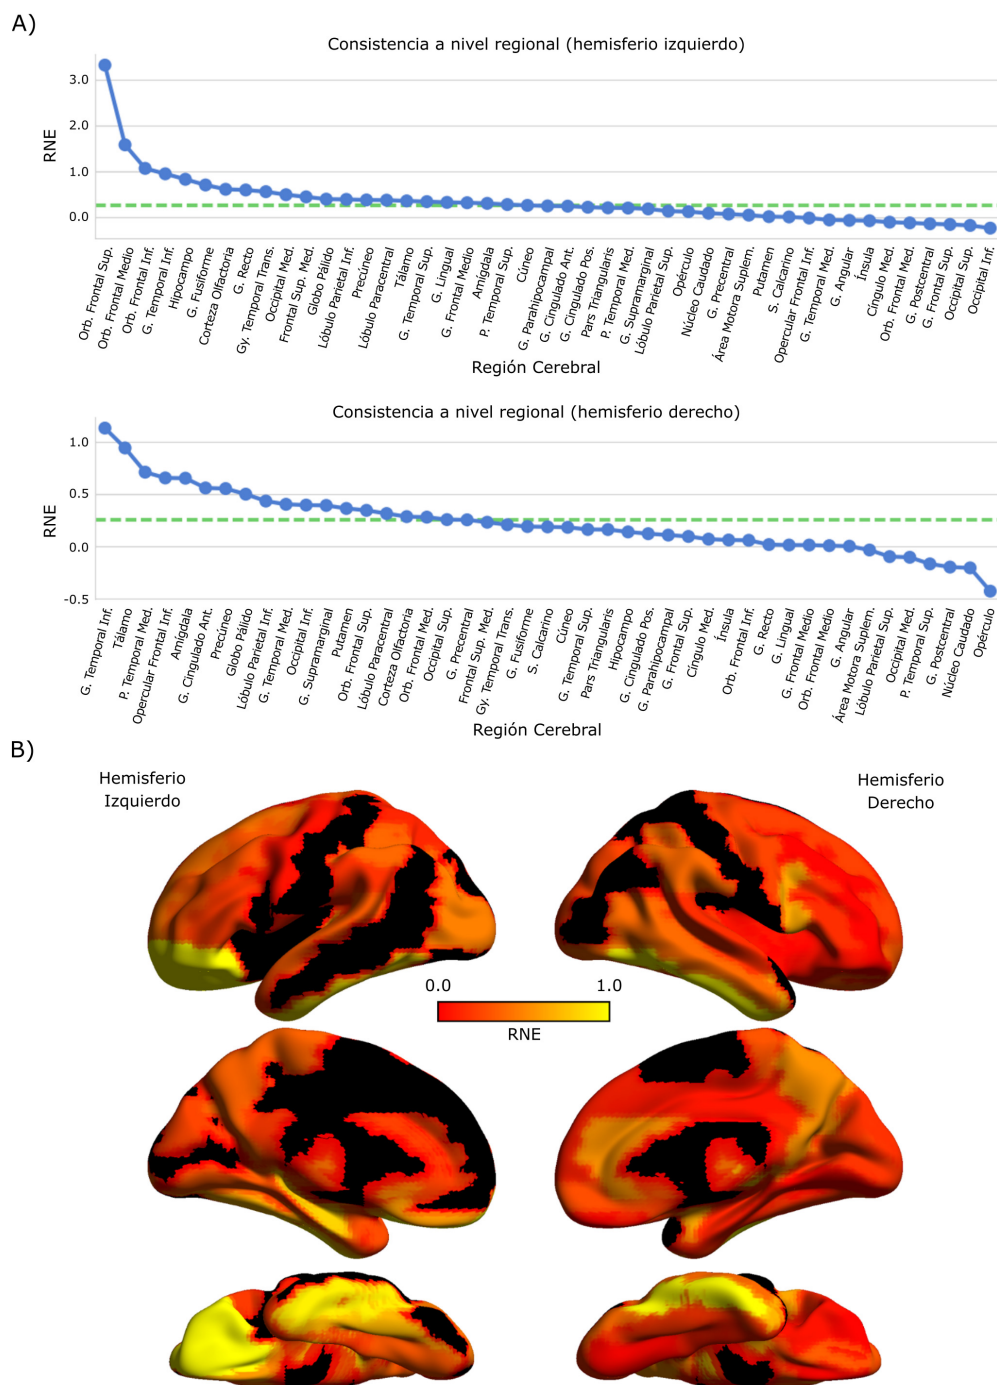 A)
Consistencia a nivel regional (hemisferio izquierdo)
RNE
3.0
2.0
1.0
0.0
Orb. Frontal Sup.
Orb. Frontal Medio
Orb. Frontal Inf.
G. Temporal Inf.
Hipocampo
G. Fusiforme
Corteza Olfactoria
G. Recto
Gy. Temporal Trans.
Occipital Med.
Frontal Sup. Med.
Globo Pálido
Lóbulo Parietal Inf.
Precúneo
Lóbulo Paracentral
Tálamo
G. Temporal Sup.
G. Lingual
G. Frontal Medio
Amígdala
P. Temporal Sup.
Cúneo
G. Parahipocampal
G. Cingulado Ant.
G. Cingulado Pos.
Pars Triangularis
P. Temporal Med.
G. Supramarginal
Lóbulo Parietal Sup.
Opérculo
Núcleo Caudado
G. Precentral
Área Motora Suplem.
Putamen
S. Calcarino
Opercular Frontal Inf.
G. Temporal Med.
G. Angular
Ínsula
Cíngulo Med.
Orb. Frontal Med.
G. Postcentral
G. Frontal Sup.
Occipital Sup.
Occipital Inf.
Región Cerebral
Consistencia a nivel regional (hemisferio derecho)
RNE
1.0
0.5
0.0
-0.5
G. Temporal Inf.
Tálamo
P. Temporal Med.
Opercular Frontal Inf.
Amígdala
G. Cingulado Ant.
Precúneo
Globo Pálido
Lóbulo Parietal Inf.
G. Temporal Med.
Occipital Inf.
G. Supramarginal
Putamen
Orb. Frontal Sup.
Lóbulo Paracentral
Corteza Olfactoria
Orb. Frontal Med.
Occipital Sup.
G. Precentral
Frontal Sup. Med.
Gy. Temporal Trans.
G. Fusiforme
S. Calcarino
Cúneo
G. Temporal Sup.
Pars Triangularis
Hipocampo
G. Cingulado Pos.
G. Parahipocampal
G. Frontal Sup.
Cíngulo Med.
Ínsula
Orb. Frontal Inf.
G. Recto
G. Lingual
G. Frontal Medio
Orb. Frontal Medio
G. Angular
Área Motora Suplem.
Lóbulo Parietal Sup.
Occipital Med.
P. Temporal Sup.
G. Postcentral
Núcleo Caudado
Opérculo
Región Cerebral
B)
Hemisferio
Izquierdo
Hemisferio
Derecho
0.0
1.0
RNE